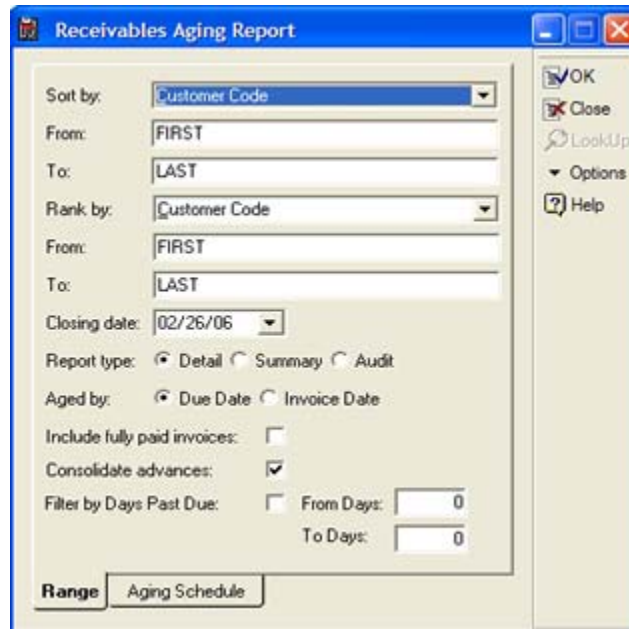 Receivables Aging Report
Sort by: Customer Code
From: FIRST
To: LAST
Rank by: Customer Code
From: FIRST
To: LAST
Closing date: 02/26/06
Report type: Detail Summary Audit
Aged by: Due Date Invoice Date
Include fully paid invoices:
Consolidate advances:
Filter by Days Past Due: From Days: 0
To Days: 0
Range Aging Schedule
OK
Close
LookUp
Options
Help